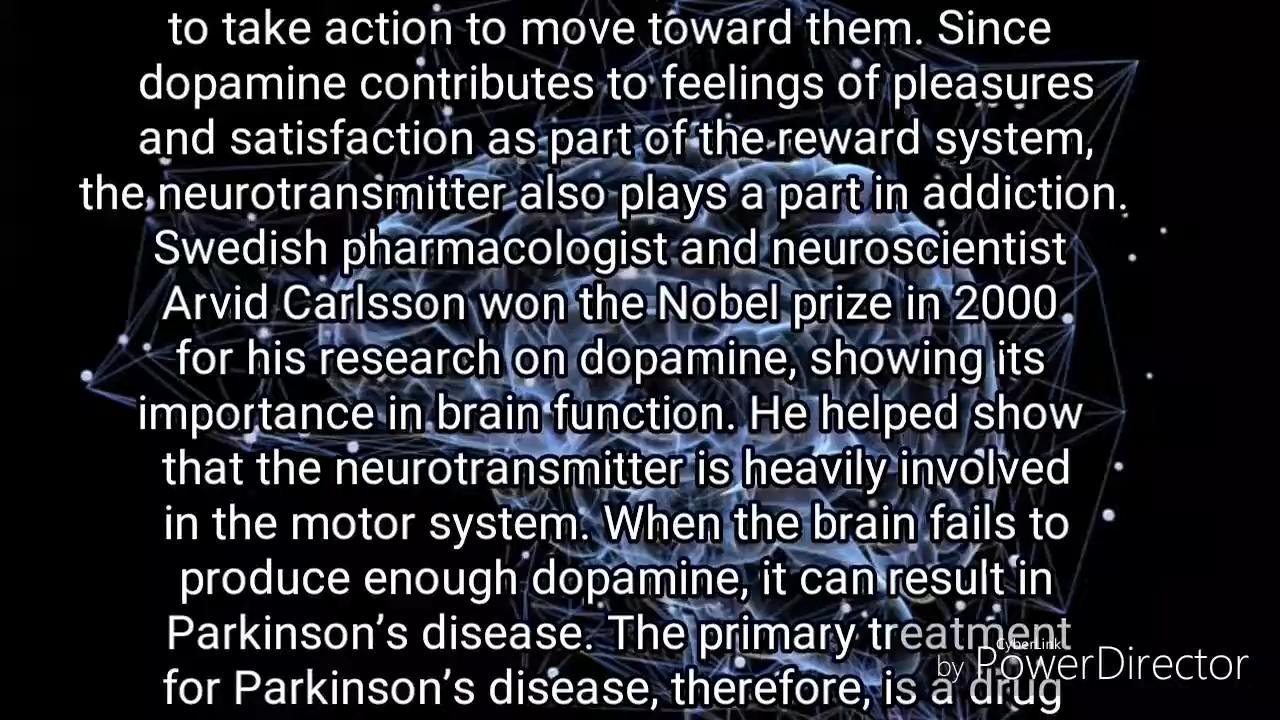 to take action to move toward them. Since
dopamine contributes to feelings of pleasures
and satisfaction as part of the reward system,
the neurotransmitter also plays a part in addiction.
Swedish pharmacologist and neuroscientist
Arvid Carlsson won the Nobel prize in 2000
for his research on dopamine, showing its
importance in brain function. He helped show
that the neurotransmitter is heavily involved
in the motor system. When the brain fails to
produce enough dopamine, it can result in
Parkinson’s disease. The primary treatment
for Parkinson’s disease, therefore, is a drug
CyberLink
by PowerDirector